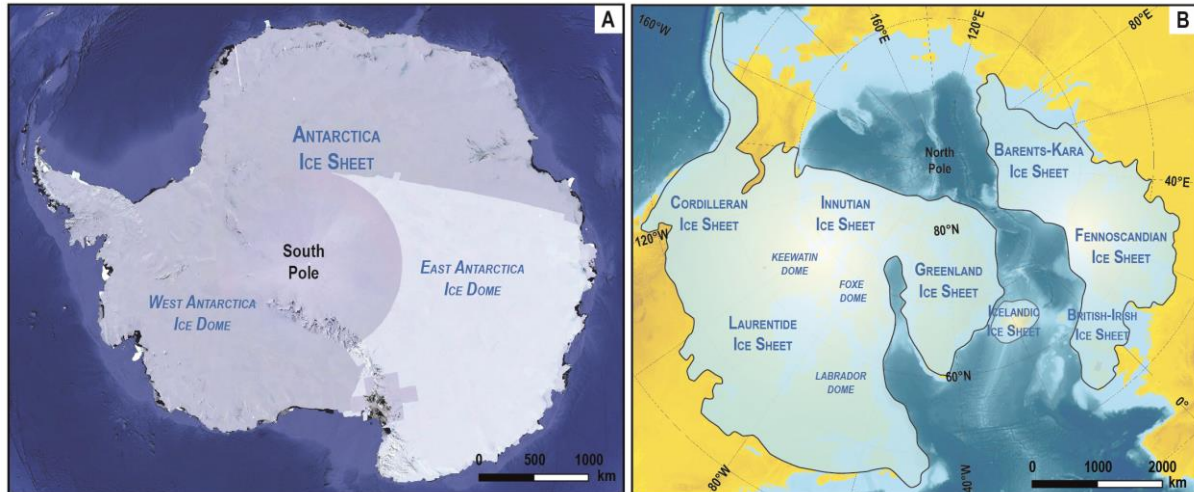 A
ANTARCTICA
ICE SHEET
South
Pole
EAST ANTARCTICA
ICE DOME
WEST ANTARCTICA
ICE DOME
0 500 1000
km
B
160°W
160°E
120°E
80°E
North
Pole
BARENTS-KARA
ICE SHEET
40°E
CORDILLERAN
ICE SHEET
INNUTIAN
ICE SHEET
120°W
80°N
FENNOSCANDIAN
ICE SHEET
KEEWATIN
DOME
FOXE
DOME
GREENLAND
ICE SHEET
ICELANDIC
ICE SHEET
BRITISH-IRISH
ICE SHEET
LAURENTIDE
ICE SHEET
LABRADOR
DOME
60°N
0°
80°W
40°W
0 1000 2000
km